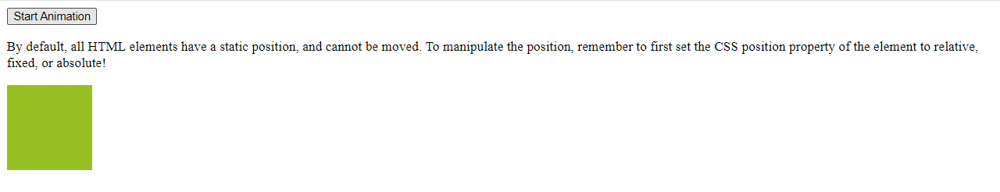 Start Animation
By default, all HTML elements have a static position, and cannot be moved. To manipulate the position, remember to first set the CSS position property of the element to relative,
fixed, or absolute!